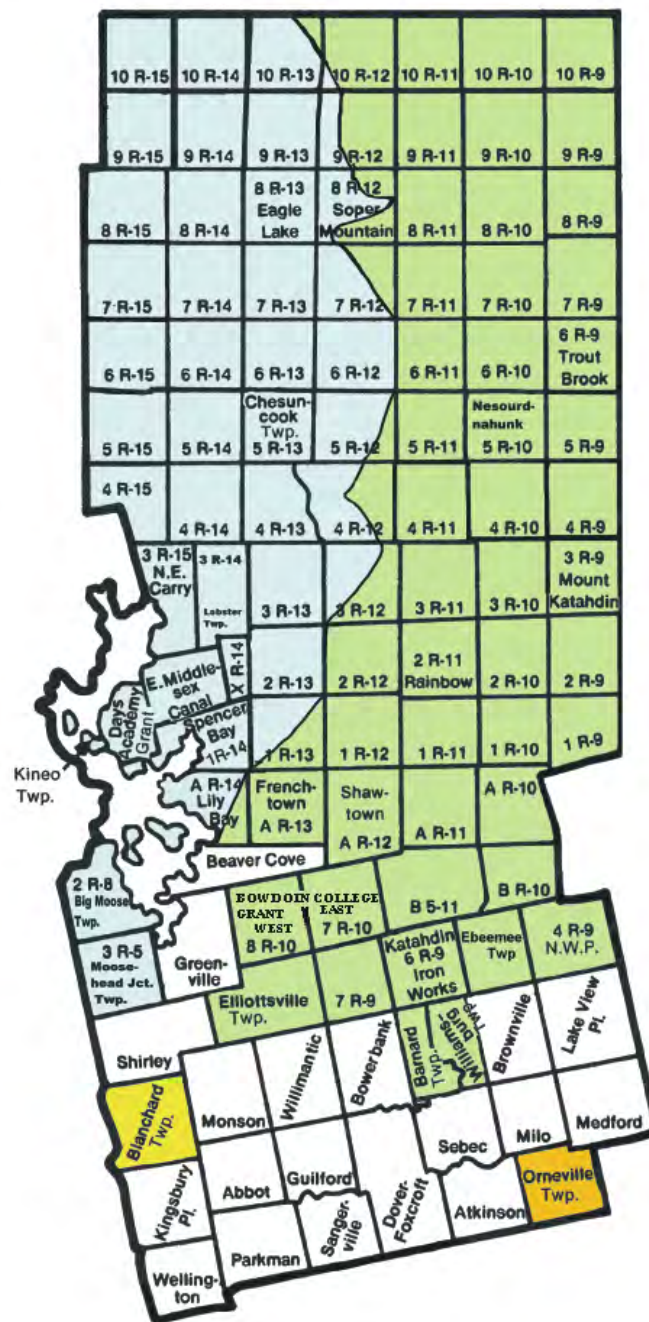 10 R-15 10 R-14 10 R-13 10 R-12 10 R-11 10 R-10 10 R-9
9 R-15 9 R-14 9 R-13 9 R-12 9 R-11 9 R-10 9 R-9
8 R-13 8 R-12
Eagle Soper
8 R-15 8 R-14 Lake Mountain 8 R-11 8 R-10 8 R-9
7 R-15 7 R-14 7 R-13 7 R-12 7 R-11 7 R-10 7 R-9
6 R-9
Trout
6 R-15 6 R-14 6 R-13 6 R-12 6 R-11 6 R-10 Brook
Chesun- Nesourd-
cook nahunk
Twp.
5 R-15 5 R-14 5 R-13 5 R-12 5 R-11 5 R-10 5 R-9
4 R-15
4 R-14 4 R-13 4 R-12 4 R-11 4 R-10 4 R-9
3 R-15 3 R-14 3 R-9
N.E. Mount
Carry Katahdin
Lobster
Twp.
3 R-13 3 R-12 3 R-11 3 R-10
X R-14
E. Middle-
sex
Canal
2 R-11
2 R-13 2 R-12 Rainbow 2 R-10 2 R-9
Days
Academy
Grant
Spencer
Bay
1R-14 1 R-13 1 R-12 1 R-11 1 R-10 1 R-9
Kineo
Twp.
A R-14
Lily
Bay
French-
town
A R-13
Shaw-
town
A R-12 A R-11 A R-10
Beaver Cove
2 R-8
Big Moose
Twp.
BOWDOIN COLLEGE
GRANT EAST
WEST
8 R-10 7 R-10
B 5-11 B R-10
3 R-5
Moose-
head Jct.
Twp.
Green-
ville
Katahdin
6 R-9
Iron
Works
Ebeemee
Twp
4 R-9
N.W.P.
Elliottsville
Twp.
7 R-9
Shirley
Barnard
Twp.
Williams-
burg
Twp
Brownville
Lake View
Pl.
Blanchard
Twp.
Monson
Willimantic
Bowerbank
Sebec
Milo
Medford
Kingsbury
Pl.
Abbot
Guilford
Sanger-
ville
Dover-
Foxcroft
Atkinson
Orneville
Twp.
Parkman
Welling-
ton